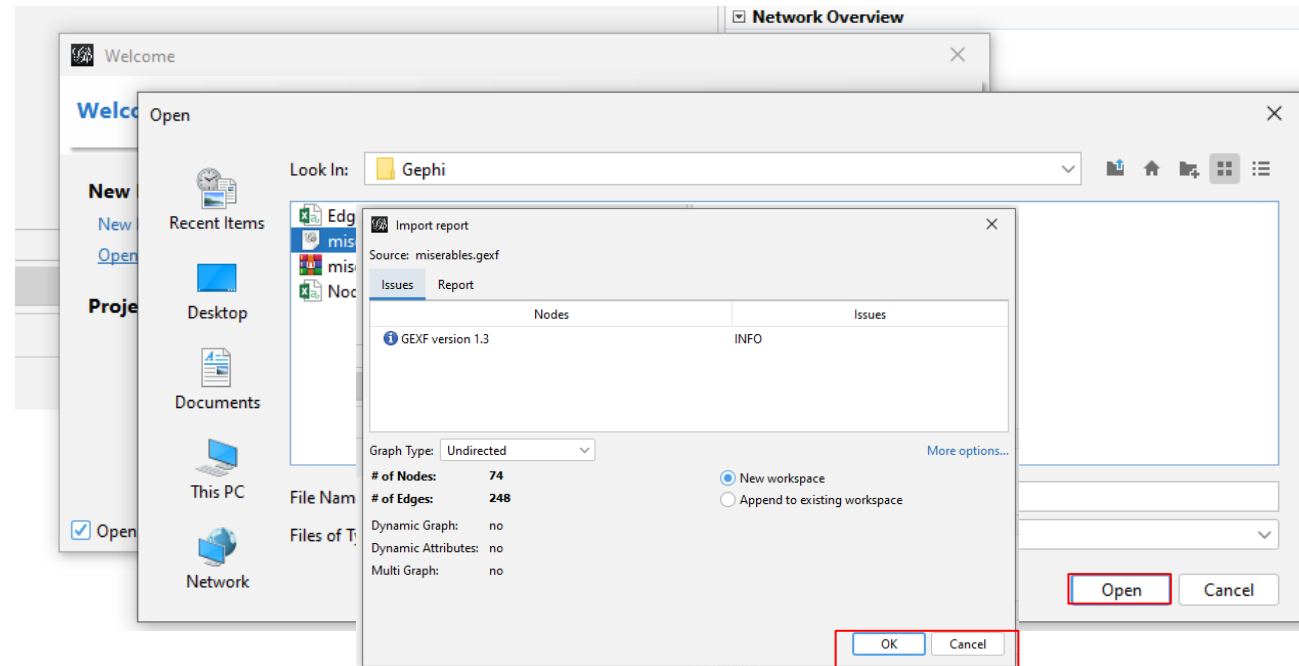 Network Overview
Welcome
Welco
Open
Look In: Gephi
New
New
Open
Proje
Open
Recent Items
Desktop
Documents
This PC
Network
Edg
mis
mis
Nod
File Nam
Files of T
Import report
Source: miserables.gexf
Issues Report
Nodes Issues
GEXF version 1.3 INFO
Graph Type: Undirected More options...
# of Nodes: 74 New workspace
# of Edges: 248 Append to existing workspace
Dynamic Graph: no
Dynamic Attributes: no
Multi Graph: no
OK Cancel
Open Cancel